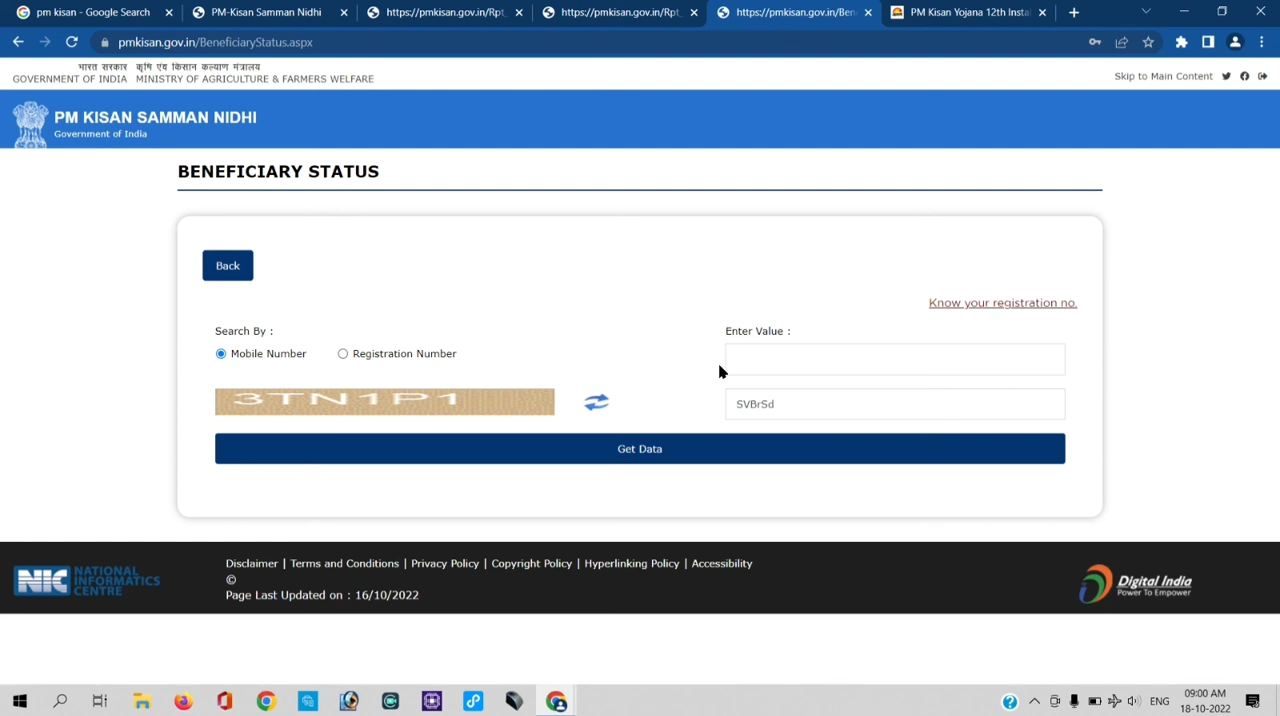 pm kisan - Google Search
PM-Kisan Samman Nidhi
https://pmkisan.gov.in/Rpt_
https://pmkisan.gov.in/Rpt_
https://pmkisan.gov.in/Ben
PM Kisan Yojana 12th Insta
pmkisan.gov.in/BeneficiaryStatus.aspx
भारत सरकार कृषि एवं किसान कल्याण मंत्रालय
GOVERNMENT OF INDIA MINISTRY OF AGRICULTURE & FARMERS WELFARE
Skip to Main Content
PM KISAN SAMMAN NIDHI
Government of India
BENEFICIARY STATUS
Back
Know your registration no.
Search By :
Enter Value :
Mobile Number
Registration Number
3TN1P1
SVBrSd
Get Data
Disclaimer | Terms and Conditions | Privacy Policy | Copyright Policy | Hyperlinking Policy | Accessibility
©
Page Last Updated on : 16/10/2022
NIC NATIONAL INFORMATICS CENTRE
Digital India
Power To Empower
ENG
09:00 AM
18-10-2022